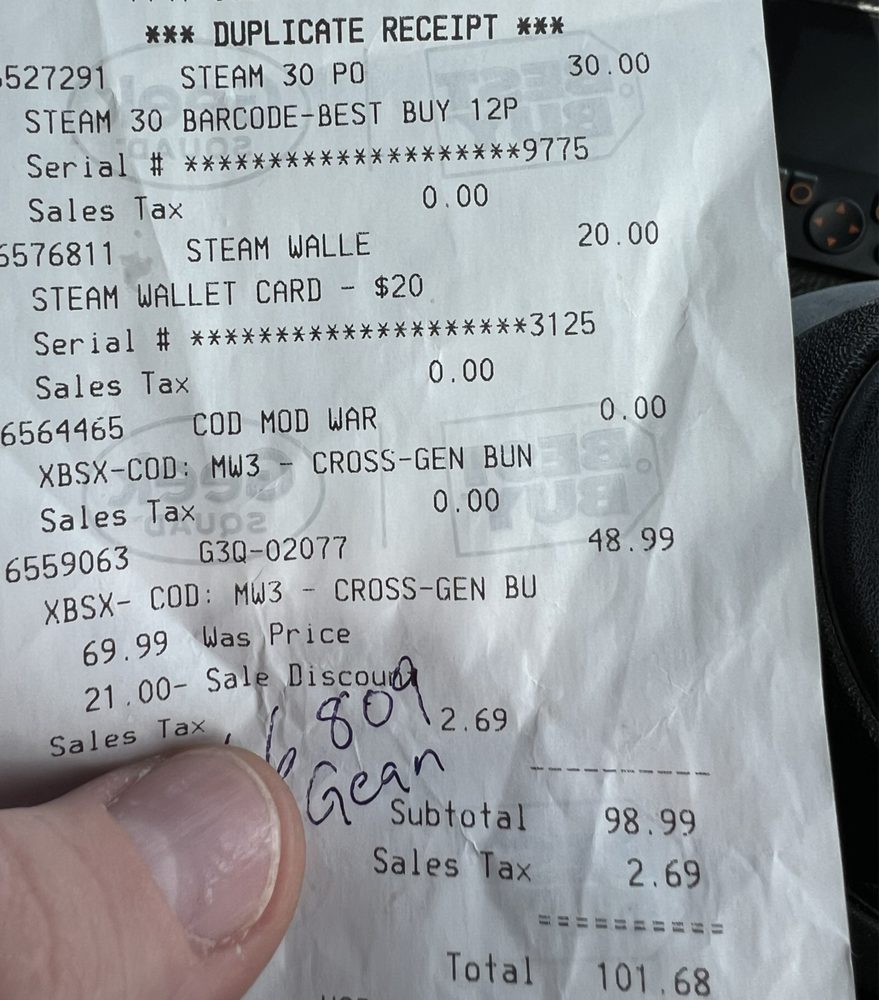 *** DUPLICATE RECEIPT ***
6527291 STEAM 30 PO 30.00
STEAM 30 BARCODE-BEST BUY 12P
Serial # ********************9775
Sales Tax 0.00
6576811 STEAM WALLE 20.00
STEAM WALLET CARD - $20
Serial # ********************3125
Sales Tax 0.00
6564465 COD MOD WAR 0.00
XBSX-COD: MW3 - CROSS-GEN BUN
Sales Tax 0.00
6559063 G3Q-02077 48.99
XBSX- COD: MW3 - CROSS-GEN BU
69.99 Was Price
21.00- Sale Discount
Sales Tax 2.69
809
Gean
Subtotal 98.99
Sales Tax 2.69
Total 101.68